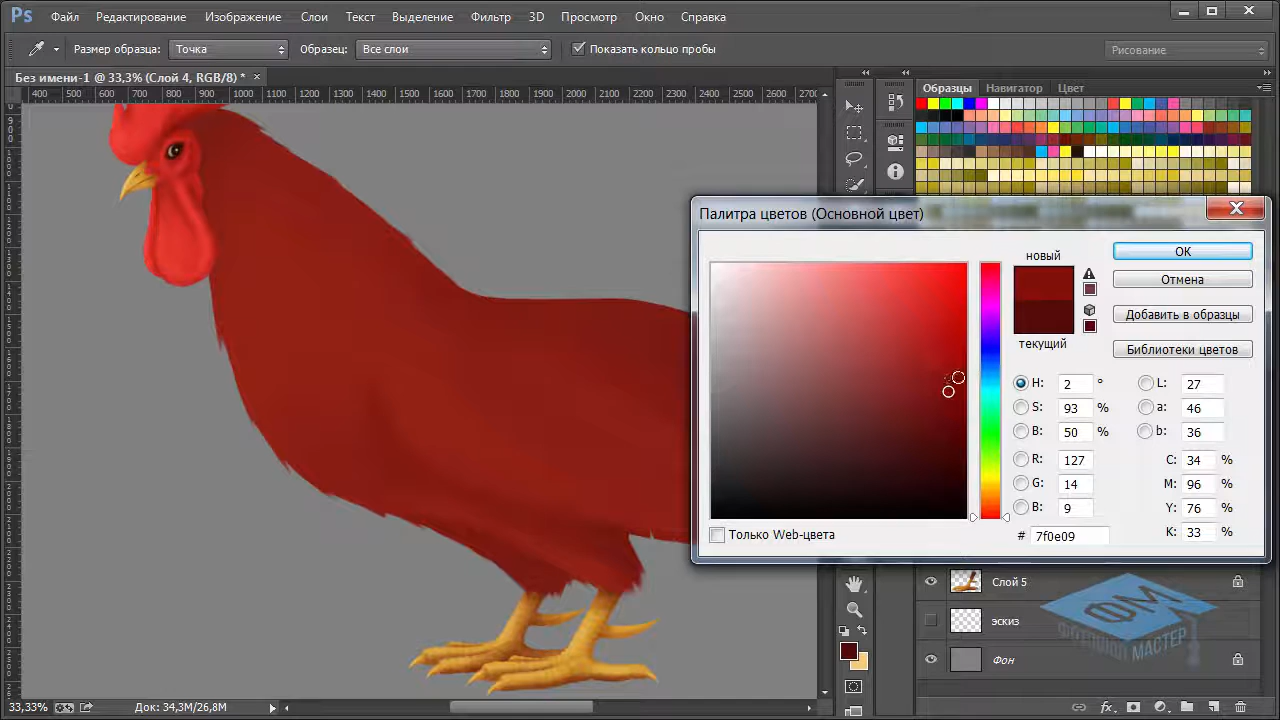 Ps Файл Редактирование Изображение Слои Текст Выделение Фильтр 3D Просмотр Окно Справка
Размер образца: Точка Образец: Все слои Показать кольцо пробы Рисование
Без имени-1 @ 33,3% (Слой 4, RGB/8) * ×
400 500 600 700 800 900 1000 1100 1200 1300 1400 1500 1600 1700 1800 1900 2000 2100 2200 2300 2400 2500 2600 2700
Образцы Навигатор Цвет
Палитра цветов (Основной цвет)
новый
текущий
OK
Отмена
Добавить в образцы
Библиотеки цветов
H: 2 ° L: 27
S: 93 % a: 46
B: 50 % b: 36
R: 127 C: 34 %
G: 14 M: 96 %
B: 9 Y: 76 %
# 7f0e09 K: 33 %
Только Web-цвета
Слой 5
эскиз
Фон
ФМ
ФОТОШОП
МАСТЕР
33,33% Док: 34,3M/26,8M
fx